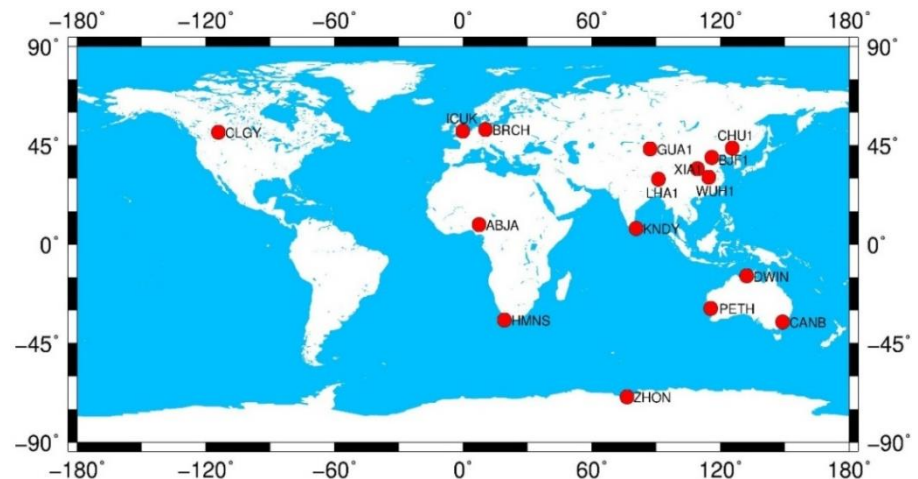 −180° −120° −60° 0° 60° 120° 180°
90° 90°
CHU1
ICUK
CLGY BRCH
45° GUA1 BJF1 45°
XIA1
LHA1 WUH1
ABJA KNDY
0° 0°
DWIN
PETH
HMNS CANB
−45° −45°
ZHON
−90° −90°
−180° −120° −60° 0° 60° 120° 180°